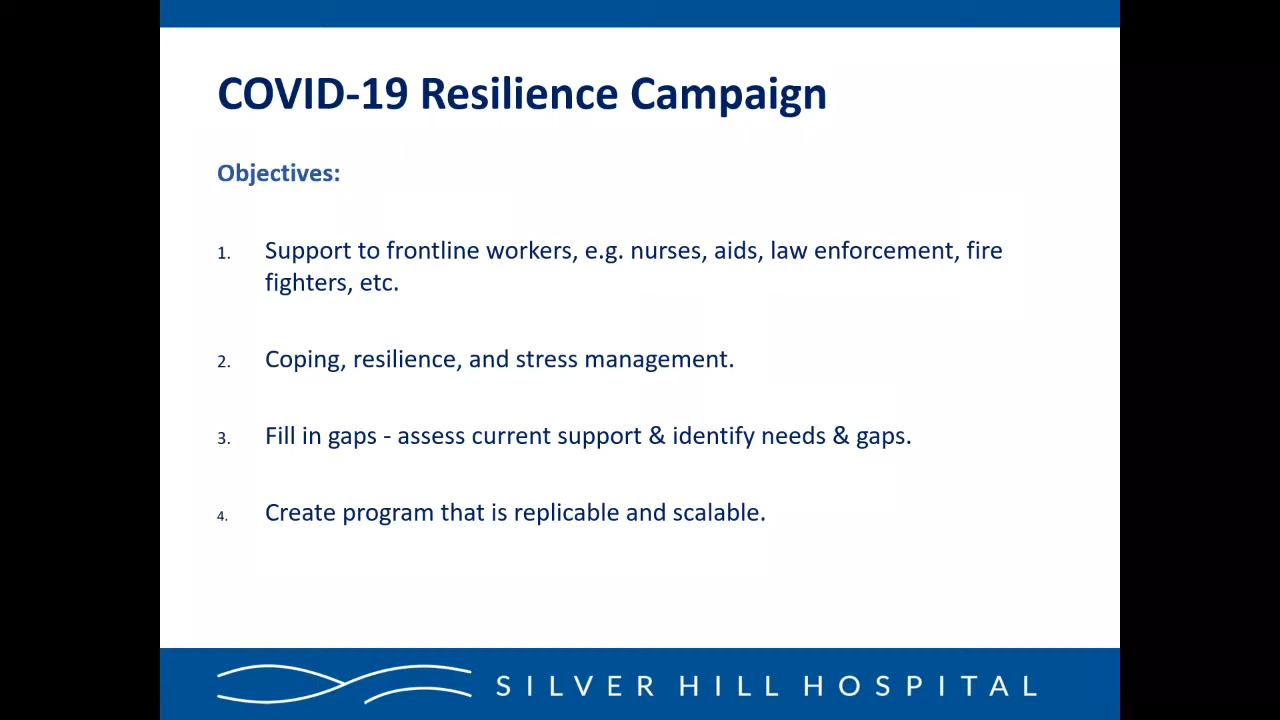 COVID-19 Resilience Campaign
Objectives:
1. Support to frontline workers, e.g. nurses, aids, law enforcement, fire
fighters, etc.
2. Coping, resilience, and stress management.
3. Fill in gaps - assess current support & identify needs & gaps.
4. Create program that is replicable and scalable.
SILVER HILL HOSPITAL